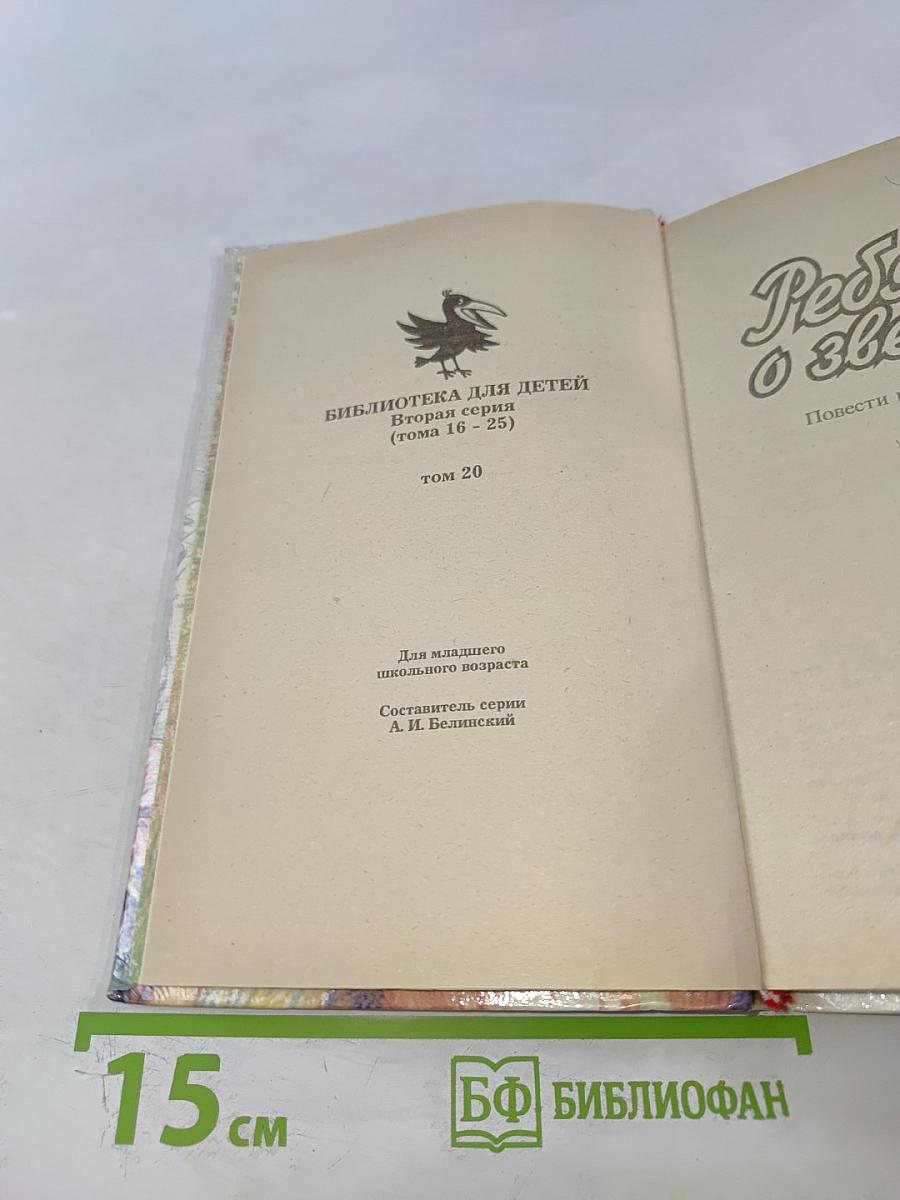 БИБЛИОТЕКА ДЛЯ ДЕТЕЙ
Вторая серия
(тома 16 - 25)
том 20
Для младшего
школьного возраста
Составитель серии
А. И. Белинский
о
Повести
15 см
БФ БИБЛИОФАН